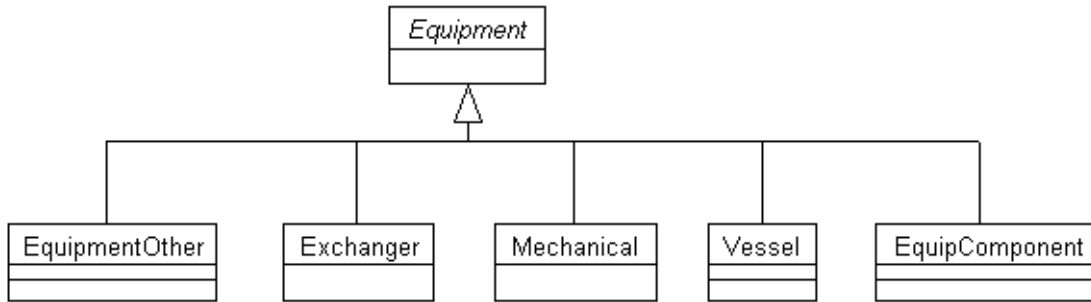 Equipment
EquipmentOther
Exchanger
Mechanical
Vessel
EquipComponent